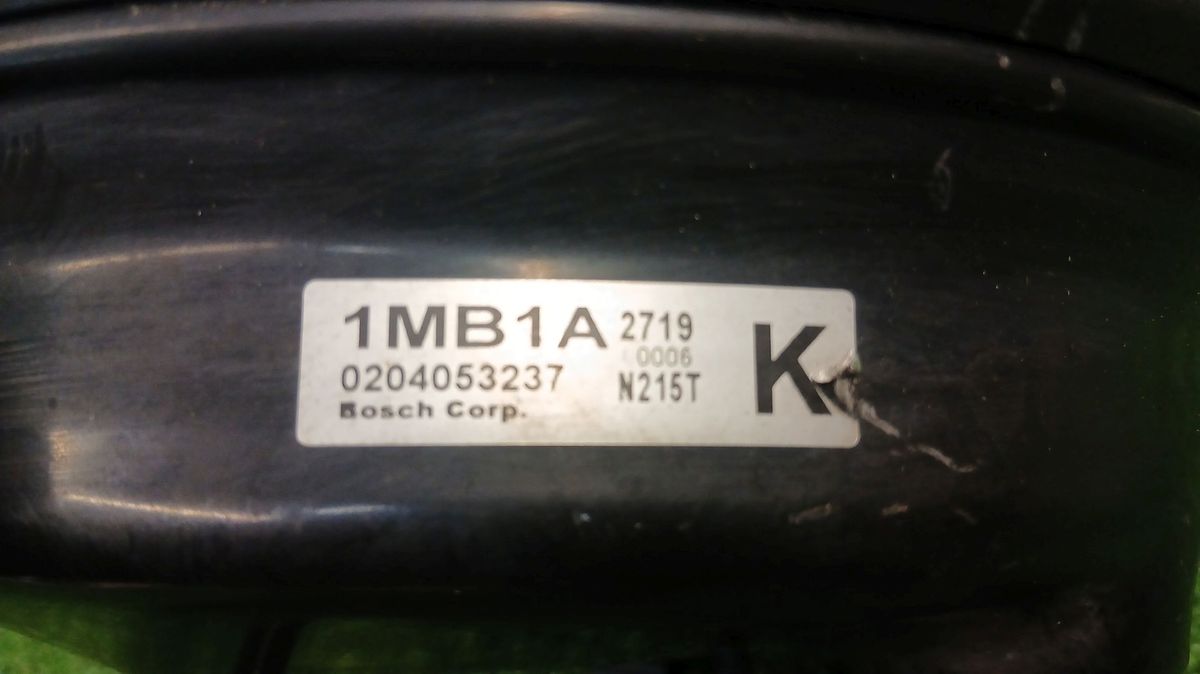 1MB1A 2719
0006
0204053237 N215T
Bosch Corp.
K